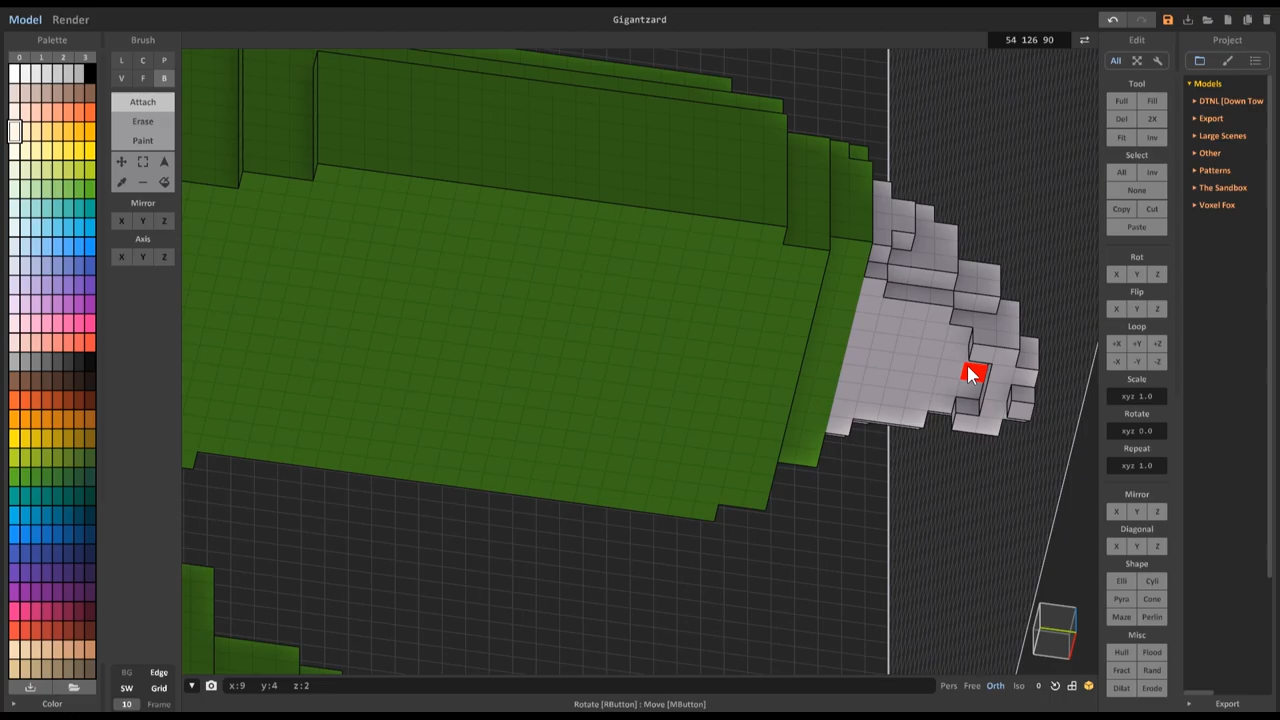 Model Render Gigantzard
Palette Brush 54 126 90 Edit Project
0 1 2 3 L C P All
V F B Tool Models
Attach Full Fill DTNL [Down Tow
Erase Del 2X Export
Paint Fit Inv Large Scenes
Select Other
All Inv Patterns
None The Sandbox
Mirror Copy Cut Voxel Fox
X Y Z Paste
Axis Rot
X Y Z X Y Z
Flip
X Y Z
Loop
+X +Y +Z
-X -Y -Z
Scale
xyz 1.0
Rotate
xyz 0.0
Repeat
xyz 1.0
Mirror
X Y Z
Diagonal
X Y Z
Shape
Elli Cyli
Pyra Cone
Maze Perlin
Misc
Hull Flood
BG Edge Fract Rand
SW Grid x:9 y:4 z:2 Pers Free Orth Iso 0 Dilat Erode
Color 10 Frame Rotate [RButton] : Move [MButton] Export